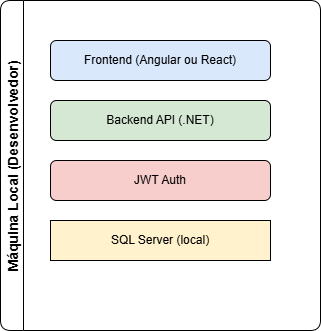 Máquina Local (Desenvolvedor)
Frontend (Angular ou React)
Backend API (.NET)
JWT Auth
SQL Server (local)